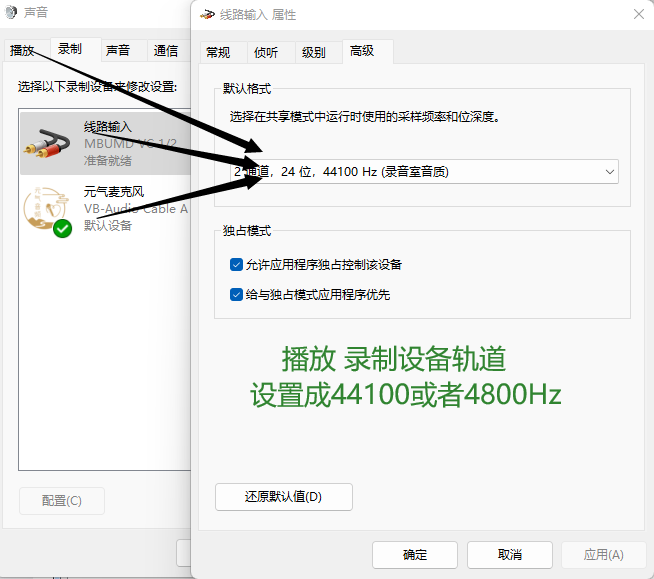 声音
播放
录制
声音
通信
选择以下录制设备来修改设置:
线路输入
MBUMD VC 1/2
准备就绪
元气麦克风
VB-Audio Cable A
默认设备
配置(C)
线路输入 属性
常规
侦听
级别
高级
默认格式
选择在共享模式中运行时使用的采样频率和位深度。
2 通道，24 位，44100 Hz (录音室音质)
独占模式
允许应用程序独占控制该设备
给与独占模式应用程序优先
播放 录制设备轨道
设置成44100或者4800Hz
还原默认值(D)
确定
取消
应用(A)